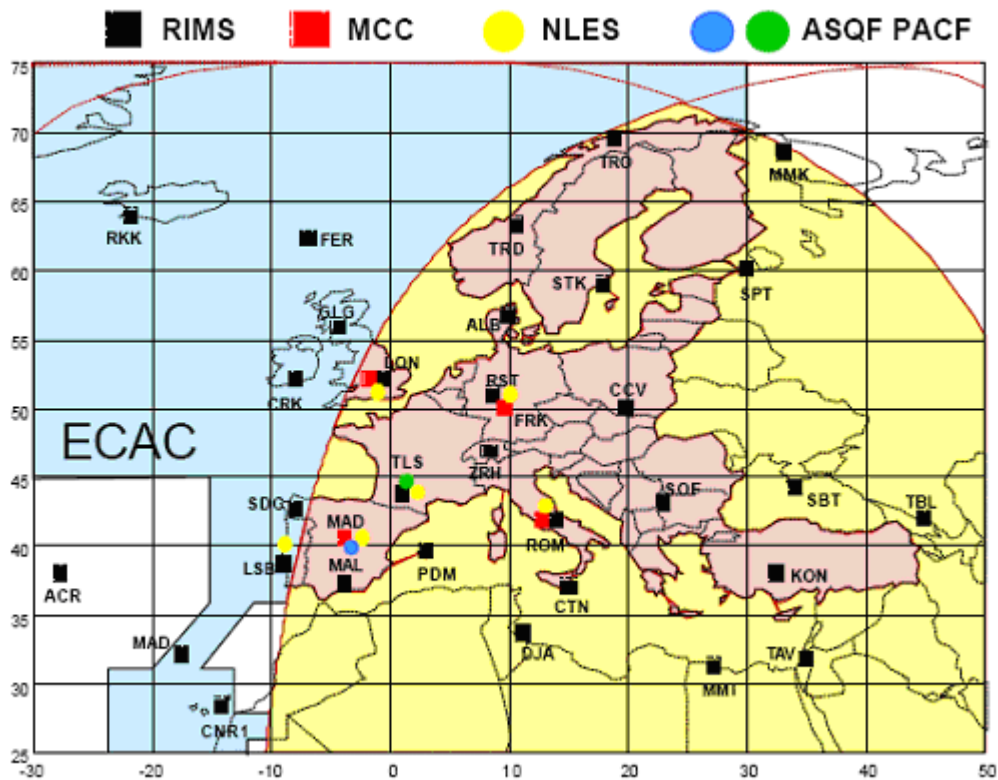 RIMS MCC NLES ASQF PACF
75
70
65
60
55
50
45
40
35
30
25
TRO
MMK
RKK
FER
TRD
STK
SPT
GLG
ALB
LON
CRK
RST
CCV
FRK
ECAC
TLS
ZRH
SDG
SOF
SBT
TBL
MAD
ROM
LSB
MAL
PDM
KON
ACR
CTN
MAD
DJA
TAV
MM1
CNR1
-30 -20 -10 0 10 20 30 40 50